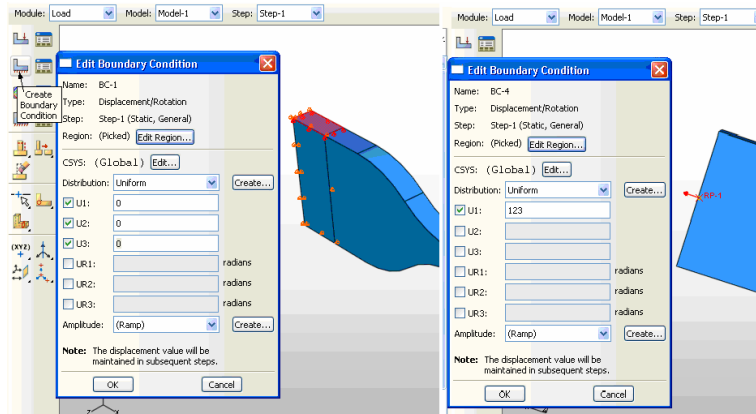 Module: Load Model: Model-1 Step: Step-1
Edit Boundary Condition
Create
Boundary
Condition
Name: BC-1
Type: Displacement/Rotation
Step: Step-1 (Static, General)
Region: (Picked) Edit Region...
CSYS: (Global) Edit...
Distribution: Uniform Create...
U1: 0
U2: 0
U3: 0
UR1: radians
UR2: radians
UR3: radians
Amplitude: (Ramp) Create...
Note: The displacement value will be
maintained in subsequent steps.
OK Cancel
(XYZ)
Z X
Module: Load Model: Model-1 Step: Step-1
Edit Boundary Condition
Name: BC-4
Type: Displacement/Rotation
Step: Step-1 (Static, General)
Region: (Picked) Edit Region...
CSYS: (Global) Edit...
Distribution: Uniform Create...
U1: 123
U2:
U3:
UR1: radians
UR2: radians
UR3: radians
Amplitude: (Ramp) Create...
Note: The displacement value will be
maintained in subsequent steps.
OK Cancel
RP-1